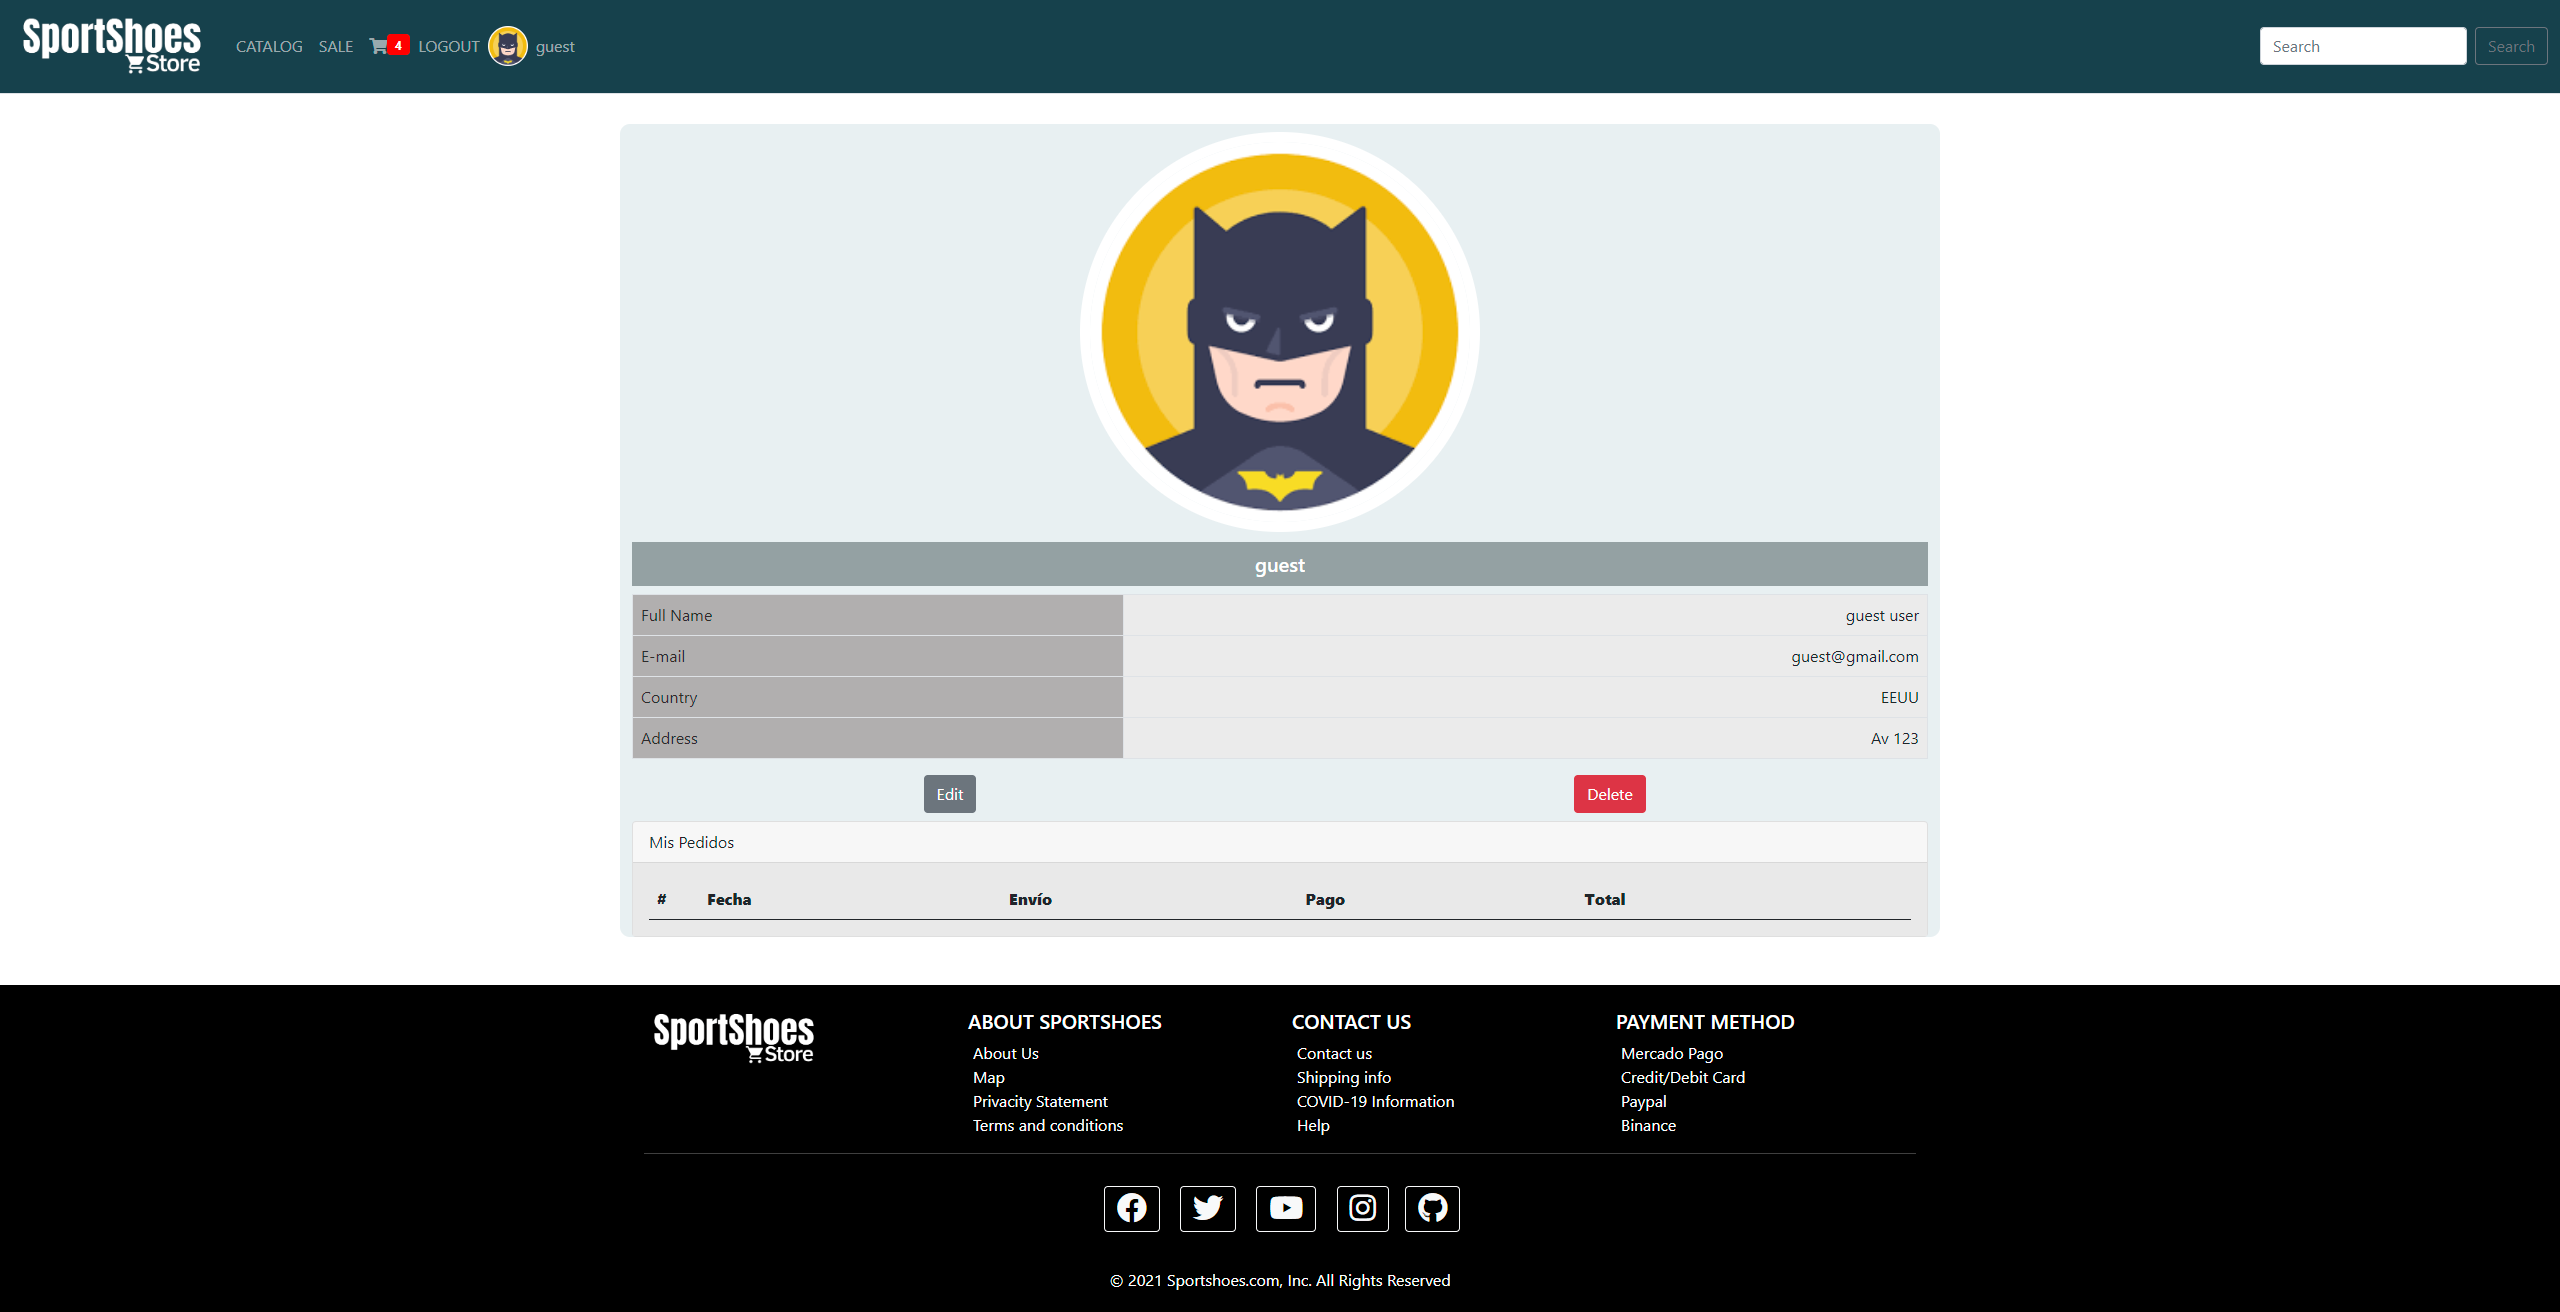 SportShoes
Store
CATALOG SALE 4 LOGOUT guest
Search Search
guest
Full Name guest user
E-mail guest@gmail.com
Country EEUU
Address Av 123
Edit Delete
Mis Pedidos
# Fecha Envío Pago Total
SportShoes
Store
ABOUT SPORTSHOES
About Us
Map
Privacity Statement
Terms and conditions
CONTACT US
Contact us
Shipping info
COVID-19 Information
Help
PAYMENT METHOD
Mercado Pago
Credit/Debit Card
Paypal
Binance
© 2021 Sportshoes.com, Inc. All Rights Reserved